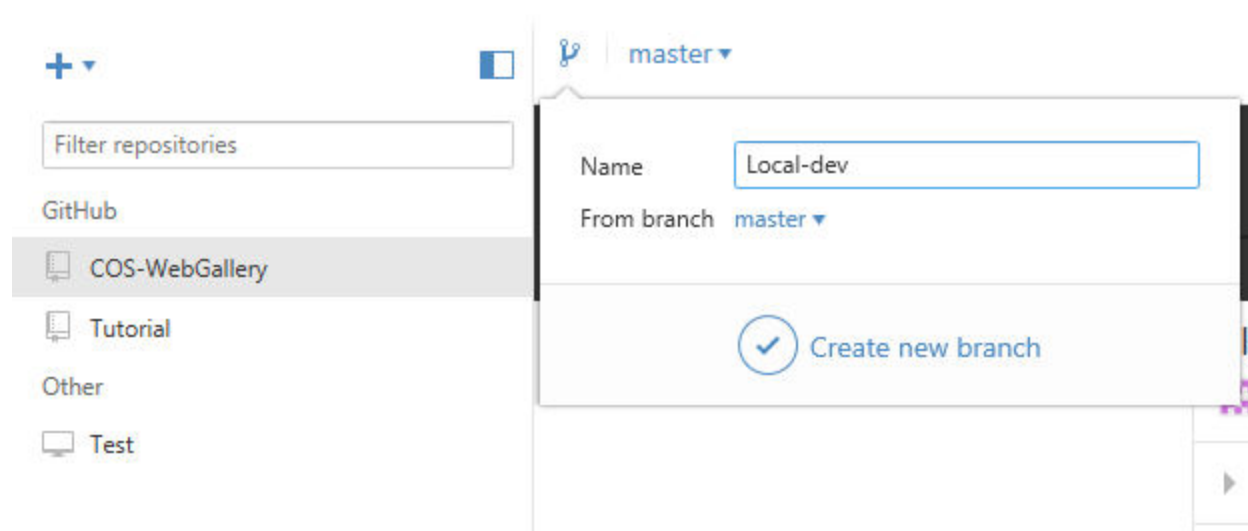 master
Filter repositories
GitHub
COS-WebGallery
Tutorial
Other
Test
Name
Local-dev
From branch master
Create new branch